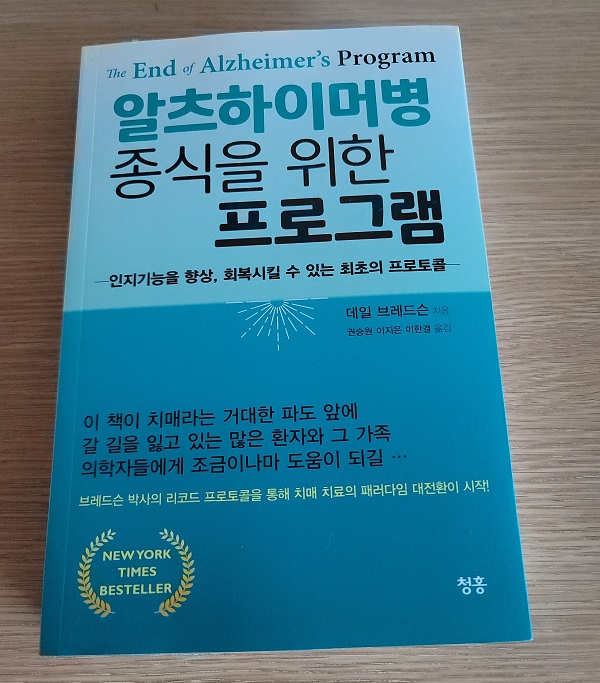 The End of Alzheimer's Program
알츠하이머병
종식을 위한
프로그램
인지기능을 향상, 회복시킬 수 있는 최초의 프로토콜
데일 브레드슨 지음
권승원 이지은 이한결 옮김
이 책이 치매라는 거대한 파도 앞에
갈 길을 잃고 있는 많은 환자와 그 가족
의학자들에게 조금이나마 도움이 되길 …
브레드슨 박사의 리코드 프로토콜을 통해 치매 치료의 패러다임 대전환이 시작!
NEW YORK
TIMES
BESTELLER
청홍